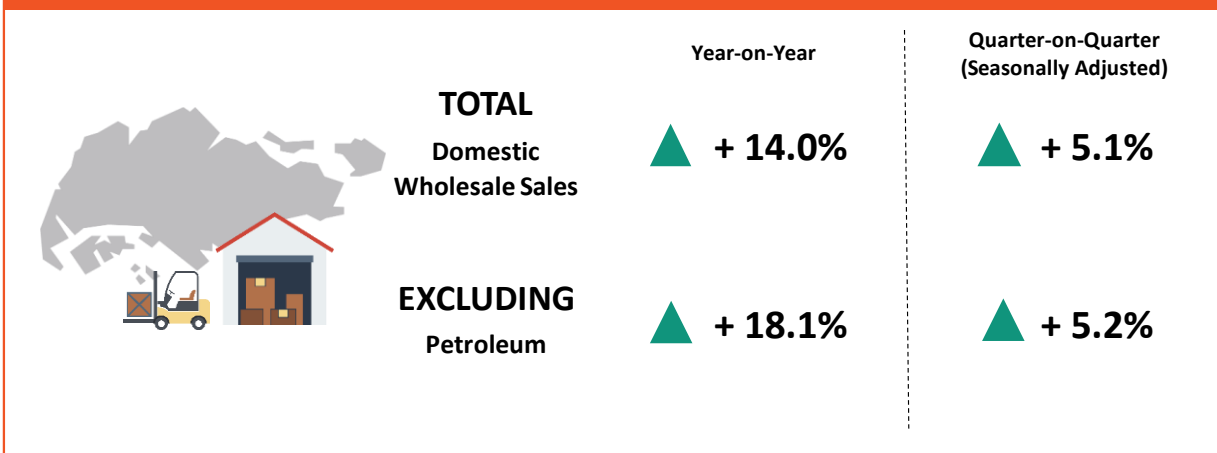 Year-on-Year
Quarter-on-Quarter
(Seasonally Adjusted)
TOTAL
Domestic
Wholesale Sales
+ 14.0%
+ 5.1%
EXCLUDING
Petroleum
+ 18.1%
+ 5.2%